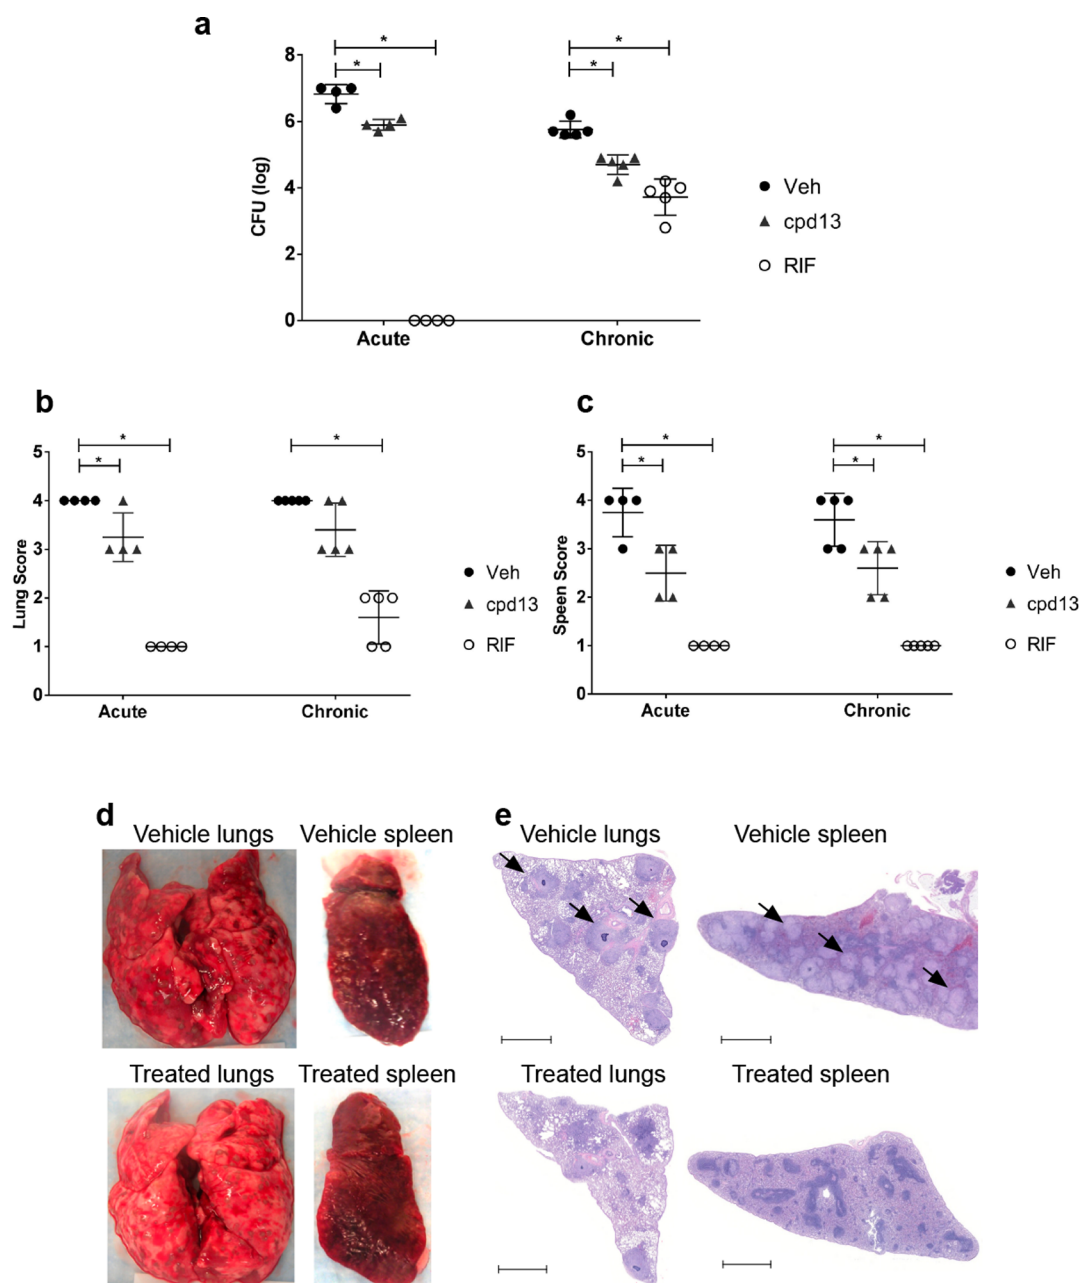 a
*
*
*
*
8
6
4
2
0
CFU (log)
Acute
Chronic
Veh
cpd13
RIF
b
*
*
*
5
4
3
2
1
0
Lung Score
Acute
Chronic
Veh
cpd13
RIF
c
*
*
*
*
5
4
3
2
1
0
Speen Score
Acute
Chronic
Veh
cpd13
RIF
d
Vehicle lungs
Vehicle spleen
Treated lungs
Treated spleen
e
Vehicle lungs
Vehicle spleen
Treated lungs
Treated spleen